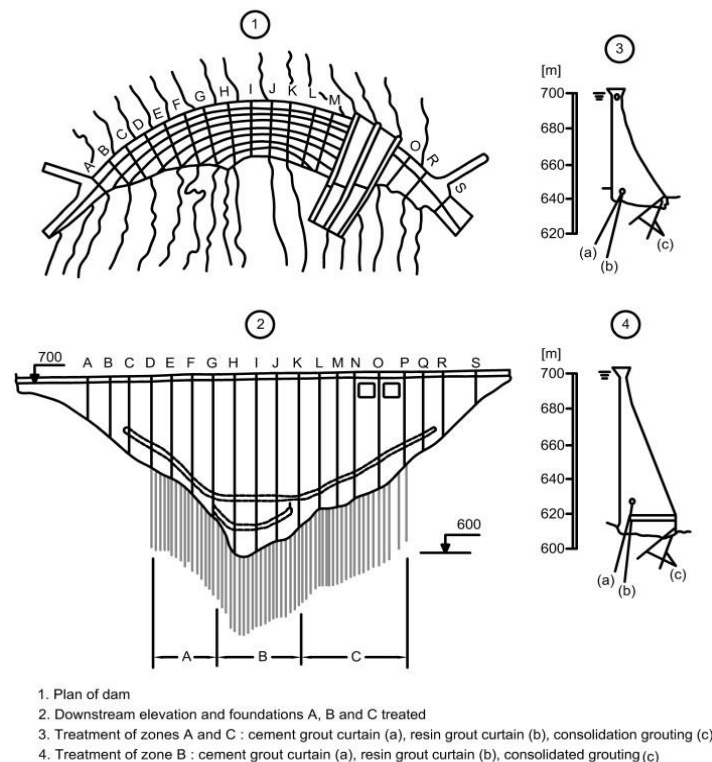 1
A B C D E F G H I J K L M O R S
3
[m]
700
680
660
640
620
(a)
(b)
(c)
2
700 A B C D E F G H I J K L M N O P Q R S
600
A B C
4
[m]
700
680
660
640
620
600
(a)
(b)
(c)
1. Plan of dam
2. Downstream elevation and foundations A, B and C treated
3. Treatment of zones A and C : cement grout curtain (a), resin grout curtain (b), consolidation grouting (c)
4. Treatment of zone B : cement grout curtain (a), resin grout curtain (b), consolidated grouting (c)